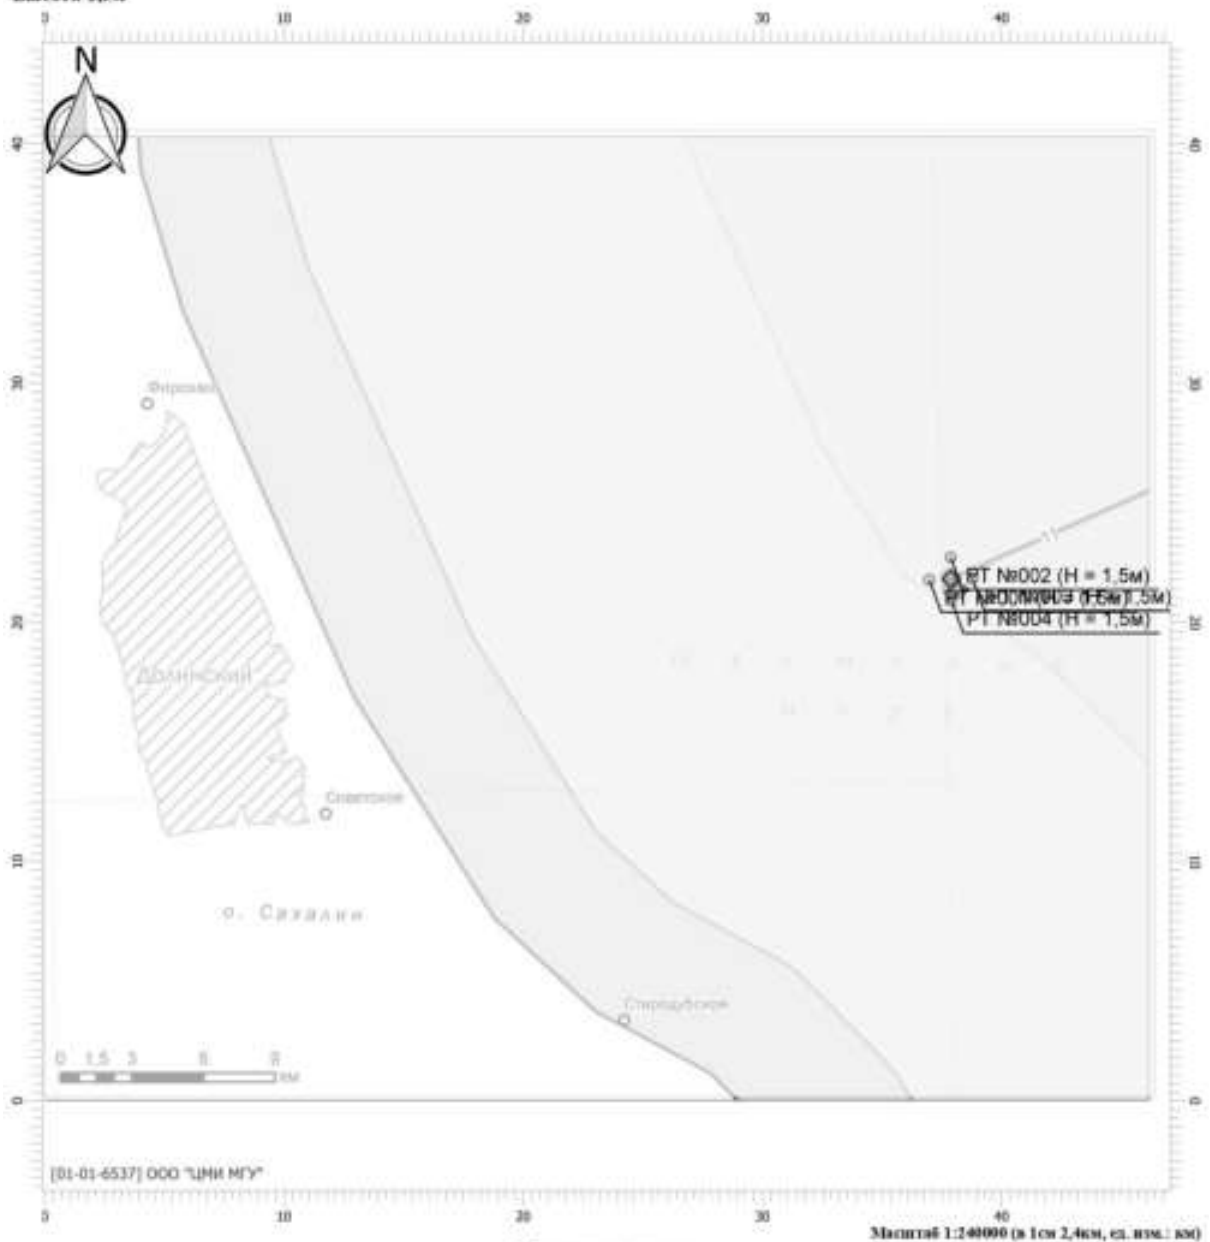 0 10 20 30 40
N
40 40
30 30
11
РТ №002 (H = 1,5м)
РТ №004 (H = 1,5м)
20 20
Долинский
Советское
10 10
о. Сахалин
Стародубское
0 1,5 3 6 9
км
0 0
[01-01-6537] ООО "ЦМИ МГУ"
0 10 20 30 40
Масштаб 1:240000 (в 1см 2,4км, ед. изм.: км)